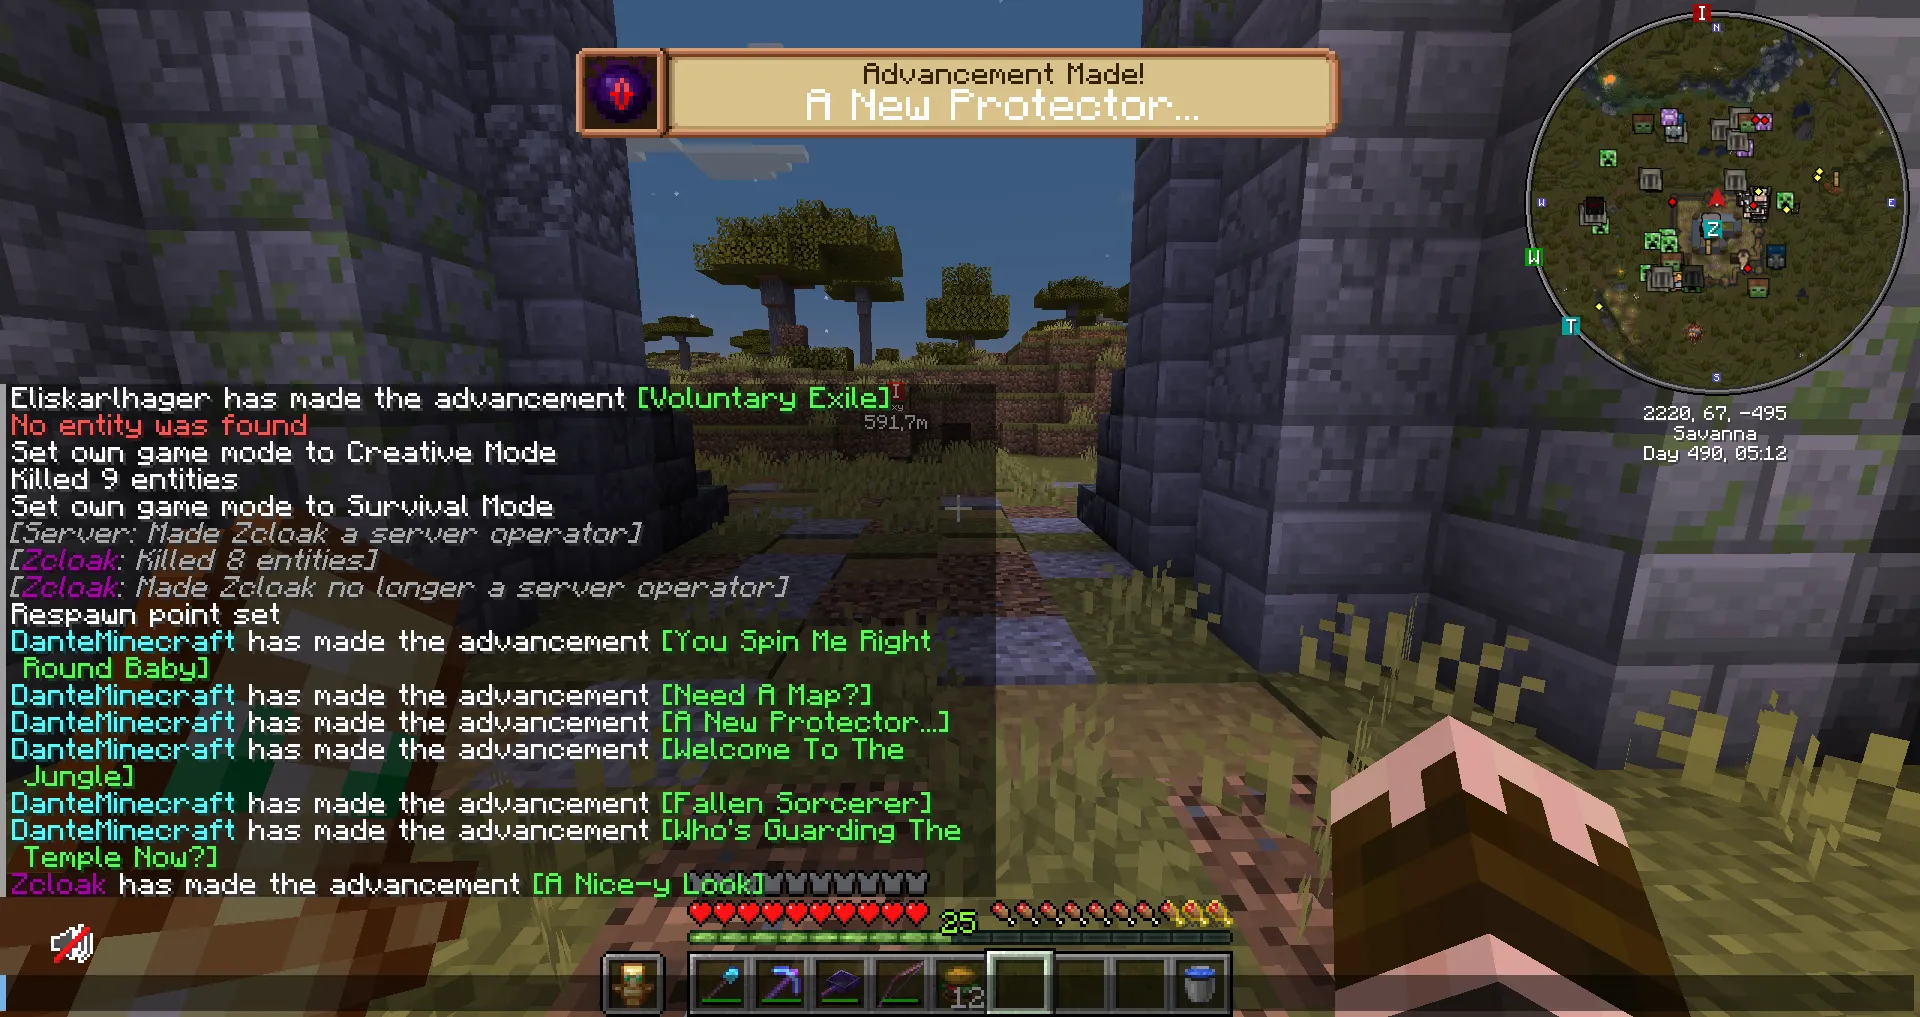 Advancement Made!
A New Protector...
I
N
W
E
Z
W
T
S
2220, 67, -495
Savanna
Day 490, 05:12
Eliskarlhager has made the advancement [Voluntary Exile]
I
xy
591,7m
No entity was found
Set own game mode to Creative Mode
Killed 9 entities
Set own game mode to Survival Mode
[Server: Made Zcloak a server operator]
[Zcloak: Killed 8 entities]
[Zcloak: Made Zcloak no longer a server operator]
Respawn point set
DanteMinecraft has made the advancement [You Spin Me Right
Round Baby]
DanteMinecraft has made the advancement [Need A Map?]
DanteMinecraft has made the advancement [A New Protector...]
DanteMinecraft has made the advancement [Welcome To The
Jungle]
DanteMinecraft has made the advancement [Fallen Sorcerer]
DanteMinecraft has made the advancement [Who's Guarding The
Temple Now?]
Zcloak has made the advancement [A Nice-y Look]
25
12